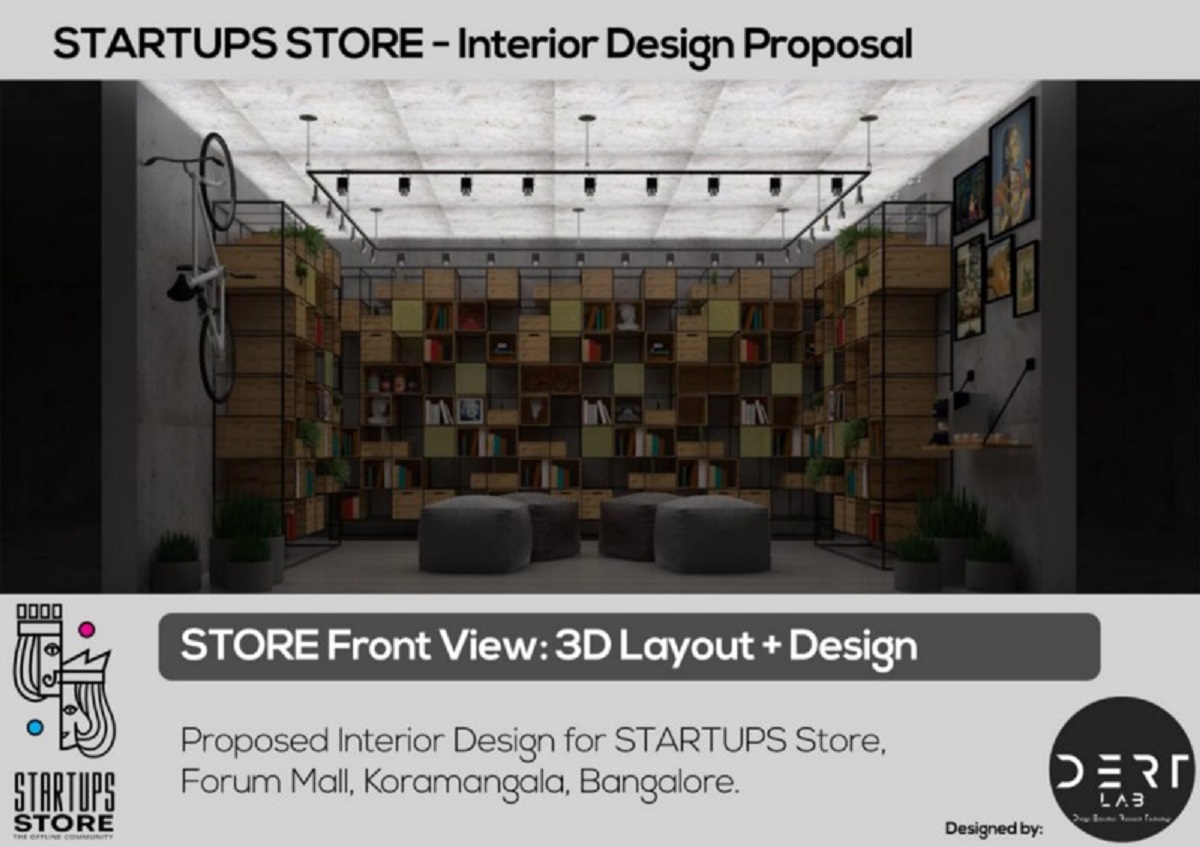 STARTUPS STORE - Interior Design Proposal
STORE Front View: 3D Layout + Design
Proposed Interior Design for STARTUPS Store,
Forum Mall, Koramangala, Bangalore.
STARTUPS
STORE
THE OFFLINE COMMUNITY
Designed by:
DERT
LAB